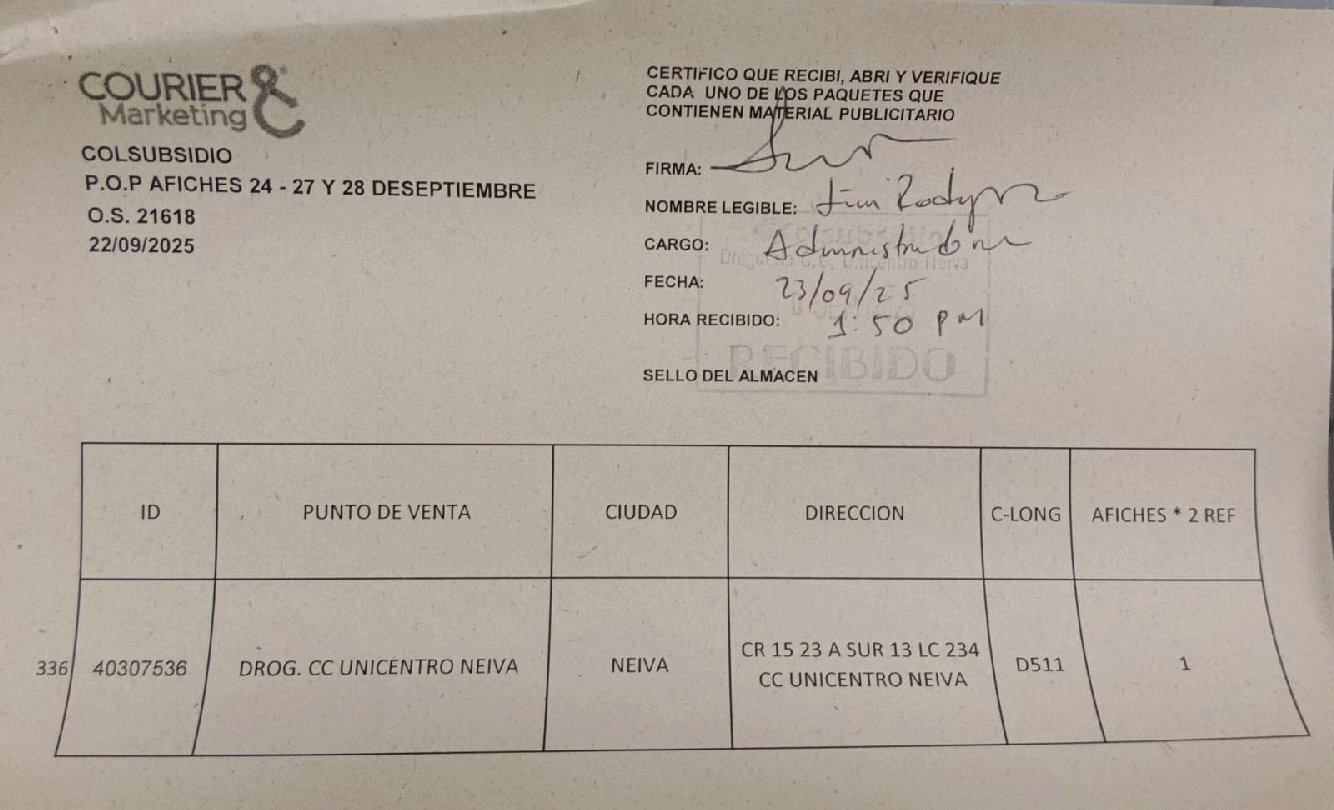 COURIER &
Marketing
COLSUBSIDIO
P.O.P AFICHES 24 - 27 Y 28 DESEPTIEMBRE
O.S. 21618
22/09/2025
CERTIFICO QUE RECIBI, ABRI Y VERIFIQUE
CADA UNO DE LOS PAQUETES QUE
CONTIENEN MATERIAL PUBLICITARIO
FIRMA:
NOMBRE LEGIBLE:
CARGO: Administrador
FECHA: 23/09/25
HORA RECIBIDO: 1:50 PM
RECIBIDO
SELLO DEL ALMACEN
ID PUNTO DE VENTA CIUDAD DIRECCION C-LONG AFICHES * 2 REF
336 40307536 DROG. CC UNICENTRO NEIVA NEIVA CR 15 23 A SUR 13 LC 234 CC UNICENTRO NEIVA D511 1